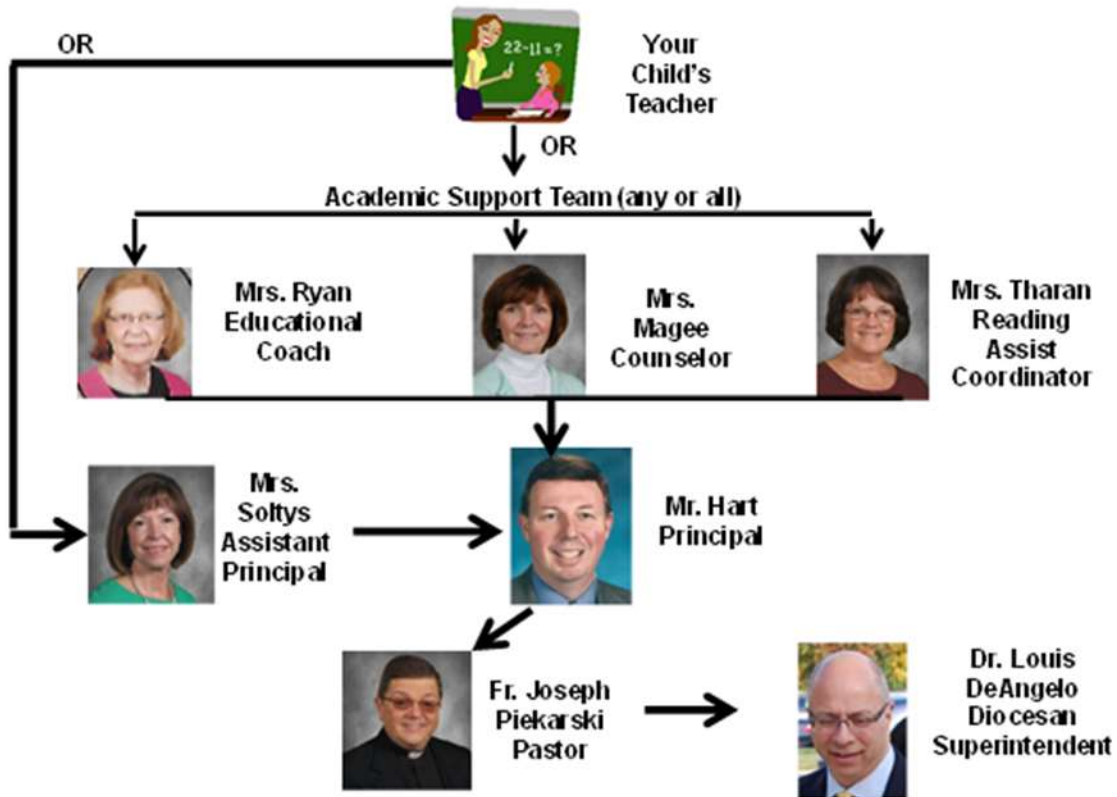 OR
22-11=?
Your
Child's
Teacher
OR
Academic Support Team (any or all)
Mrs. Ryan
Educational
Coach
Mrs.
Magee
Counselor
Mrs. Tharan
Reading
Assist
Coordinator
Mrs.
Soltys
Assistant
Principal
Mr. Hart
Principal
Fr. Joseph
Piekarski
Pastor
Dr. Louis
DeAngelo
Diocesan
Superintendent